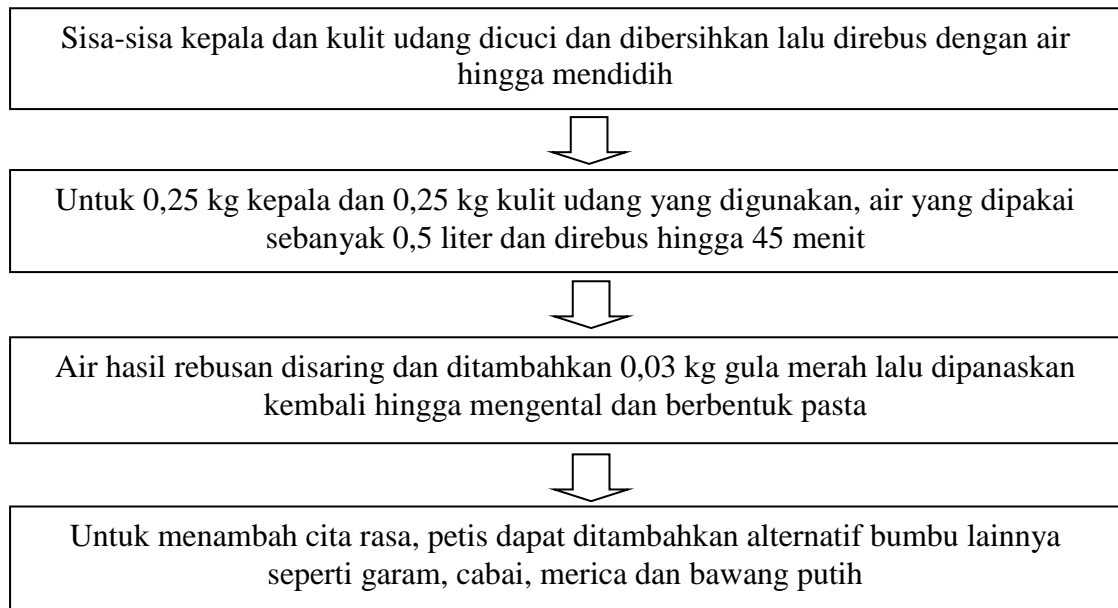 Sisa-sisa kepala dan kulit udang dicuci dan dibersihkan lalu direbus dengan air
hingga mendidih
Untuk 0,25 kg kepala dan 0,25 kg kulit udang yang digunakan, air yang dipakai
sebanyak 0,5 liter dan direbus hingga 45 menit
Air hasil rebusan disaring dan ditambahkan 0,03 kg gula merah lalu dipanaskan
kembali hingga mengental dan berbentuk pasta
Untuk menambah cita rasa, petis dapat ditambahkan alternatif bumbu lainnya
seperti garam, cabai, merica dan bawang putih